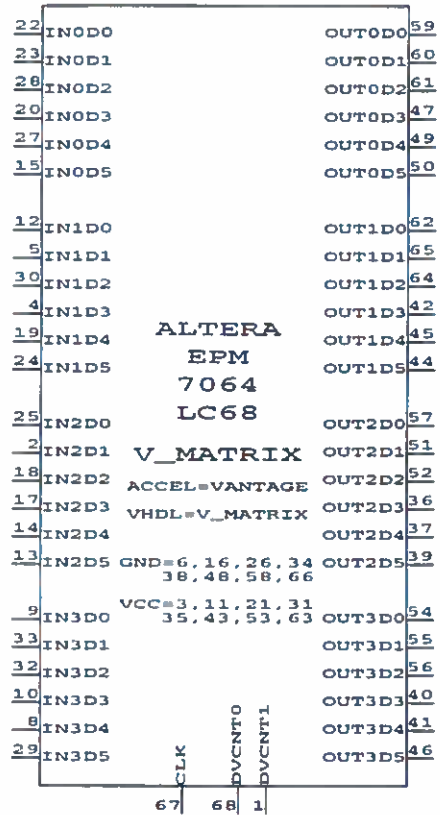 22 IN0D0 OUT0D0 59
23 IN0D1 OUT0D1 60
28 IN0D2 OUT0D2 61
20 IN0D3 OUT0D3 47
27 IN0D4 OUT0D4 49
15 IN0D5 OUT0D5 50
12 IN1D0 OUT1D0 62
5 IN1D1 OUT1D1 65
30 IN1D2 OUT1D2 64
4 IN1D3 OUT1D3 42
19 IN1D4 OUT1D4 45
24 IN1D5 OUT1D5 44
ALTERA
EPM
7064
LC68
25 IN2D0 OUT2D0 57
2 IN2D1 V_MATRIX OUT2D1 51
18 IN2D2 ACCEL=VANTAGE OUT2D2 52
17 IN2D3 VHDL=V_MATRIX OUT2D3 36
14 IN2D4 OUT2D4 37
13 IN2D5 GND=6,16,26,34 OUT2D5 39
38,48,58,66
VCC=3,11,21,31
9 IN3D0 35,43,53,63 OUT3D0 54
33 IN3D1 OUT3D1 55
32 IN3D2 OUT3D2 56
10 IN3D3 OUT3D3 40
8 IN3D4 OUT3D4 41
29 IN3D5 OUT3D5 46
CLK DVCNT0 DVCNT1
67 68 1